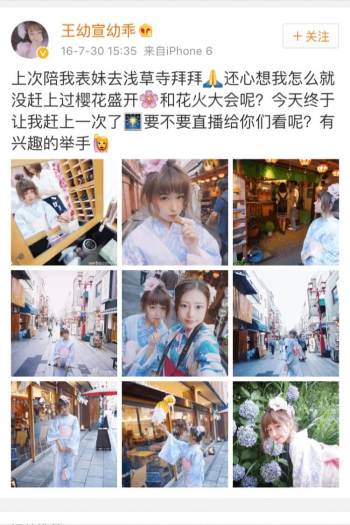 王幼宣幼乖
16-7-30 15:35 来自iPhone 6
+关注
上次陪我表妹去浅草寺拜拜🙏还心想我怎么就
没赶上过樱花盛开🌸和花火大会呢？今天终于
让我赶上一次了🎆要不要直播给你们看呢？有
兴趣的举手🙋